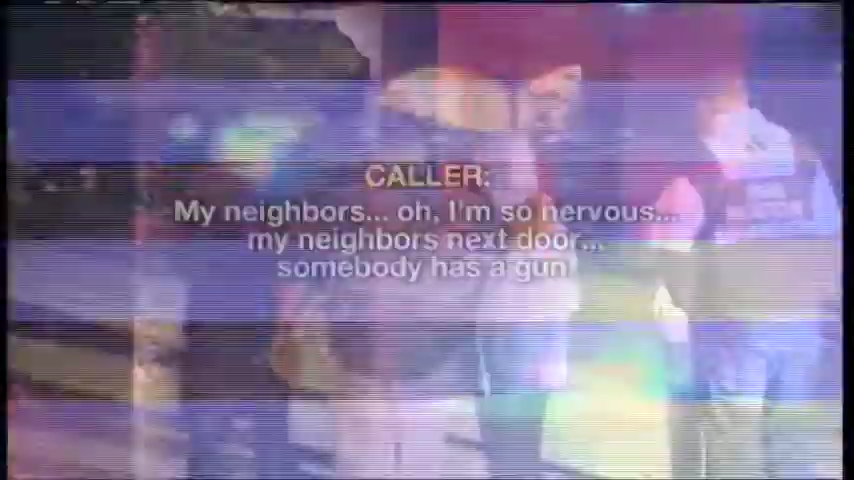 CALLER:
My neighbors... oh, I'm so nervous...
my neighbors next door...
somebody has a gun!